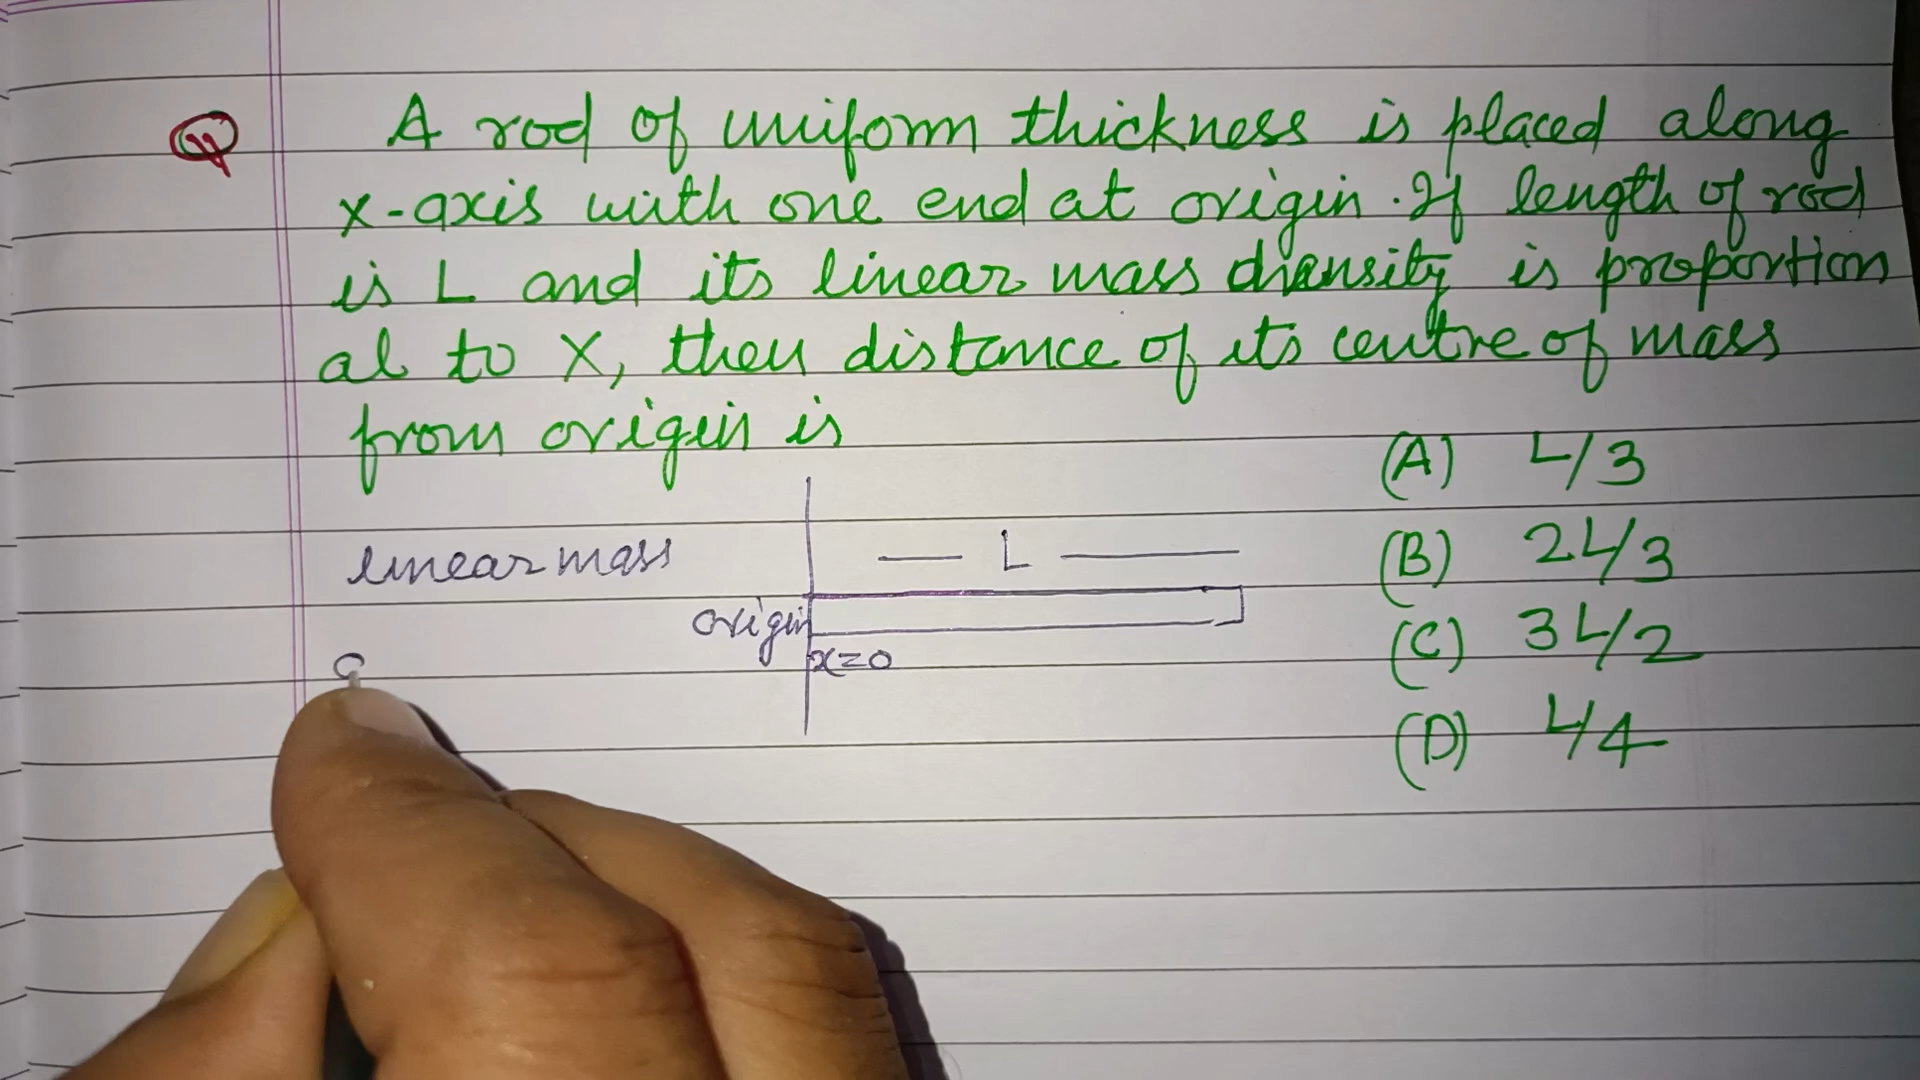 Q
A rod of uniform thickness is placed along
X-axis with one end at origin. If length of rod
is L and its linear mass density is proportion
al to X, then distance of its centre of mass
from origin is
(A) L/3
(B) 2L/3
(C) 3L/2
(D) L/4
linear mass
L
origin
x=0